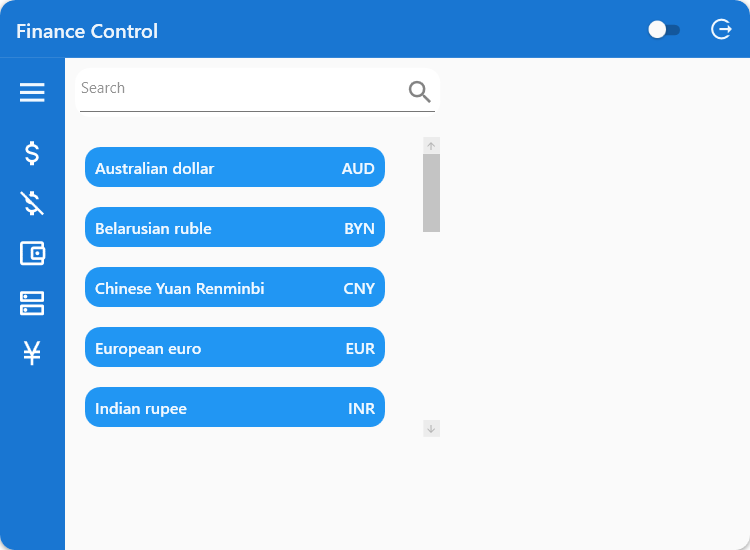 Finance Control
Search
Australian dollar AUD
Belarusian ruble BYN
Chinese Yuan Renminbi CNY
European euro EUR
Indian rupee INR